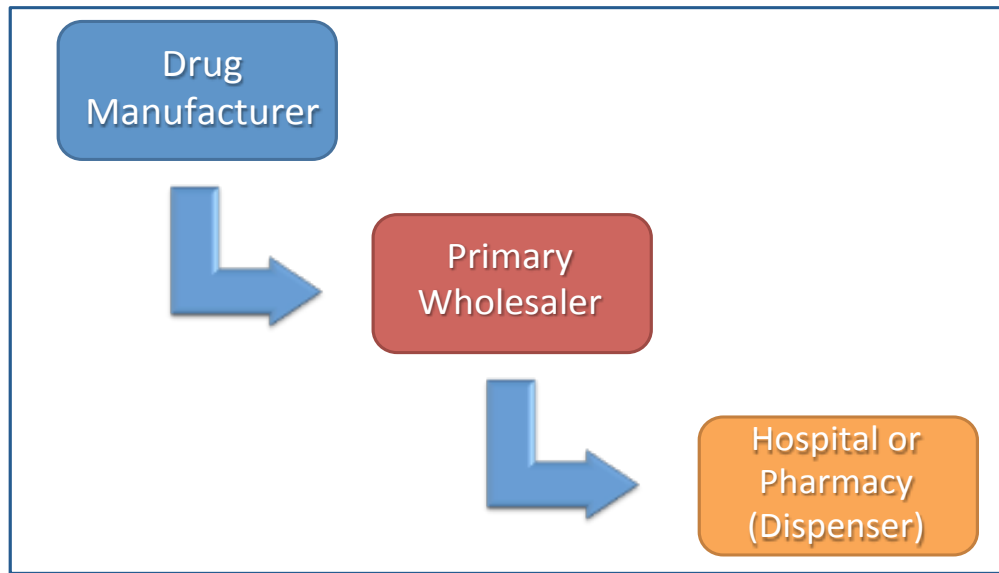 Drug
Manufacturer
Primary
Wholesaler
Hospital or
Pharmacy
(Dispenser)